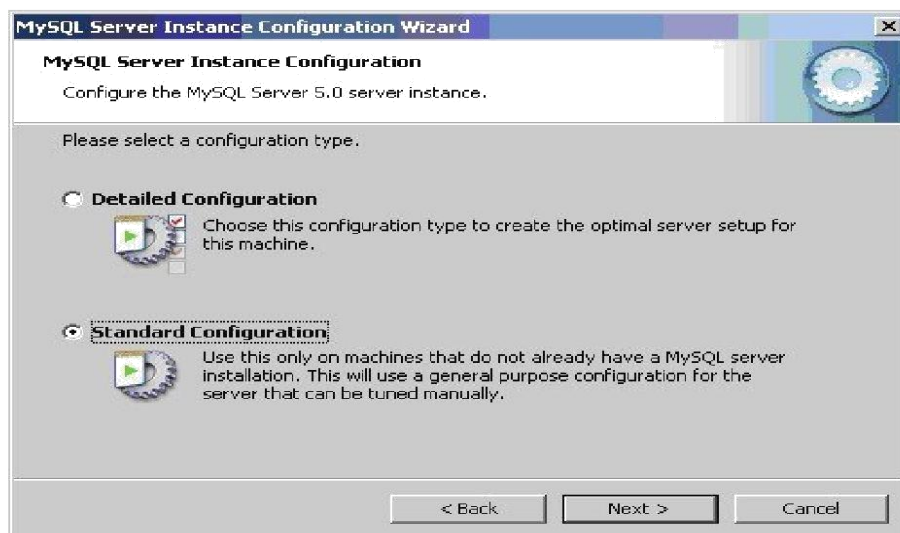 MySQL Server Instance Configuration Wizard
MySQL Server Instance Configuration
Configure the MySQL Server 5.0 server instance.
Please select a configuration type.
Detailed Configuration
Choose this configuration type to create the optimal server setup for
this machine.
Standard Configuration
Use this only on machines that do not already have a MySQL server
installation. This will use a general purpose configuration for the
server that can be tuned manually.
< Back
Next >
Cancel